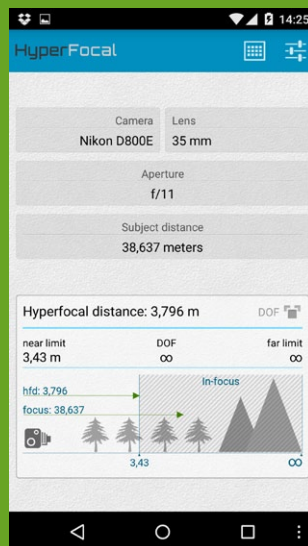 14:25
HyperFocal
Camera
Nikon D800E
Lens
35 mm
Aperture
f/11
Subject distance
38,637 meters
Hyperfocal distance: 3,796 m
DOF
near limit
3,43 m
DOF
∞
far limit
∞
In-focus
hfd: 3,796
focus: 38,637
3,43
∞